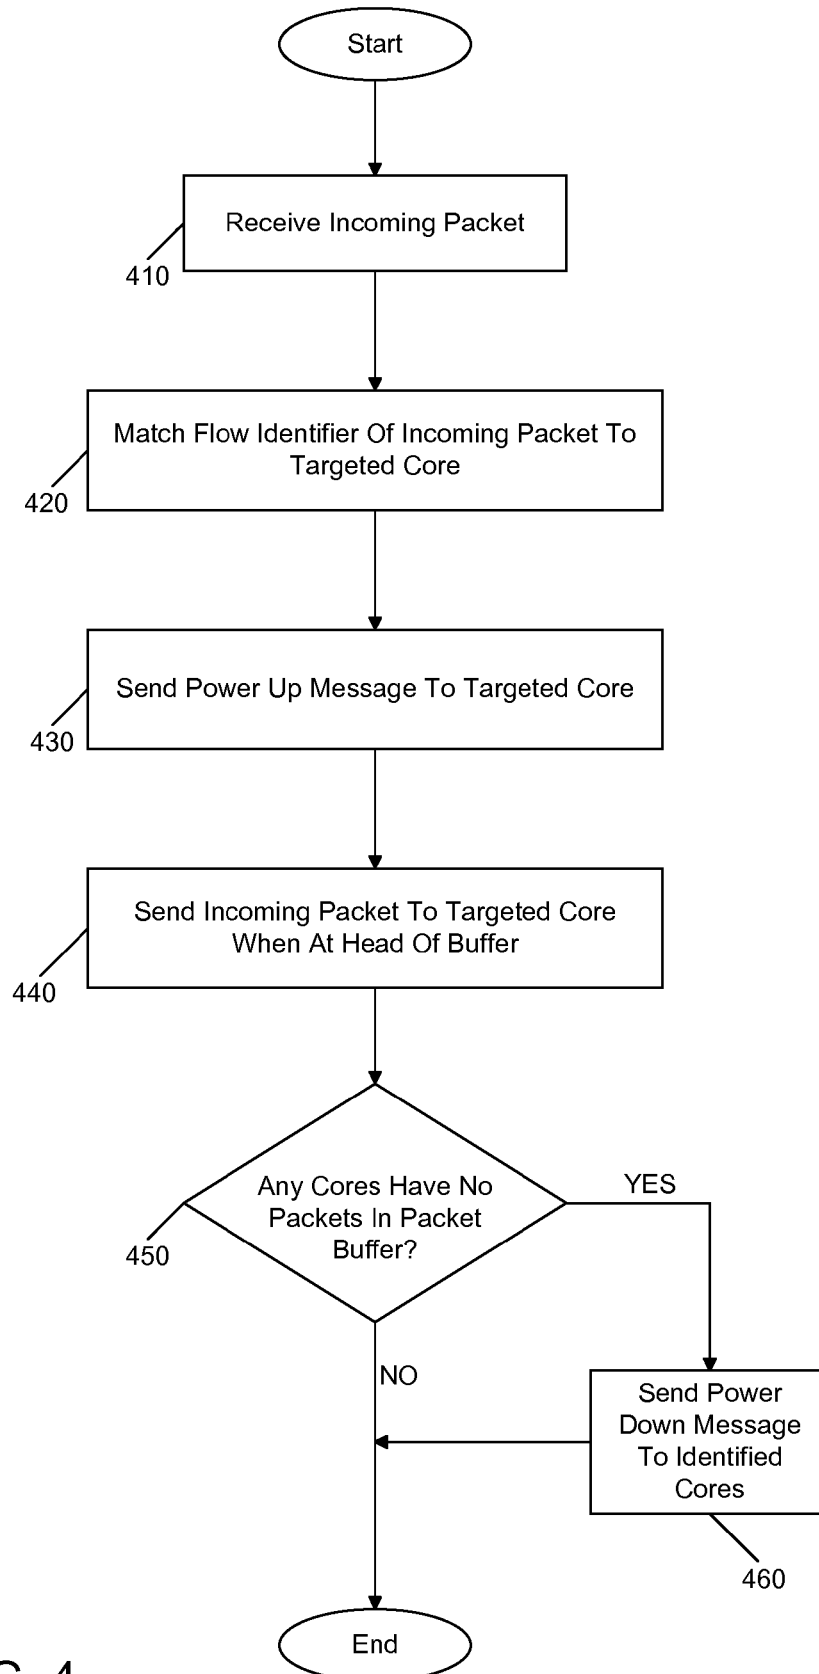 Start
Receive Incoming Packet
410
Match Flow Identifier Of Incoming Packet To
Targeted Core
420
Send Power Up Message To Targeted Core
430
Send Incoming Packet To Targeted Core
When At Head Of Buffer
440
Any Cores Have No
Packets In Packet
Buffer?
450
YES
NO
Send Power
Down Message
To Identified
Cores
460
End